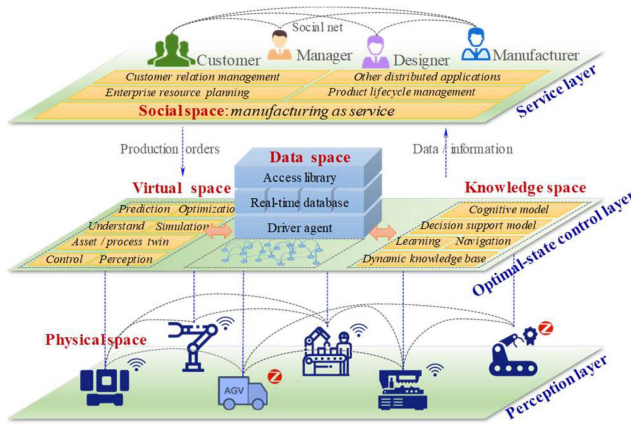 Social net
Customer
Manager
Designer
Manufacturer
Customer relation management
Other distributed applications
Enterprise resource planning
Product lifecycle management
Social space: manufacturing as service
Service layer
Production orders
Data / information
Data space
Access library
Real-time database
Driver agent
Virtual space
Prediction Optimization
Understand Simulation
Asset / process twin
Control Perception
Knowledge space
Cognitive model
Decision support model
Learning Navigation
Dynamic knowledge base
Optimal-state control layer
Physical space
AGV
Z
Z
Perception layer